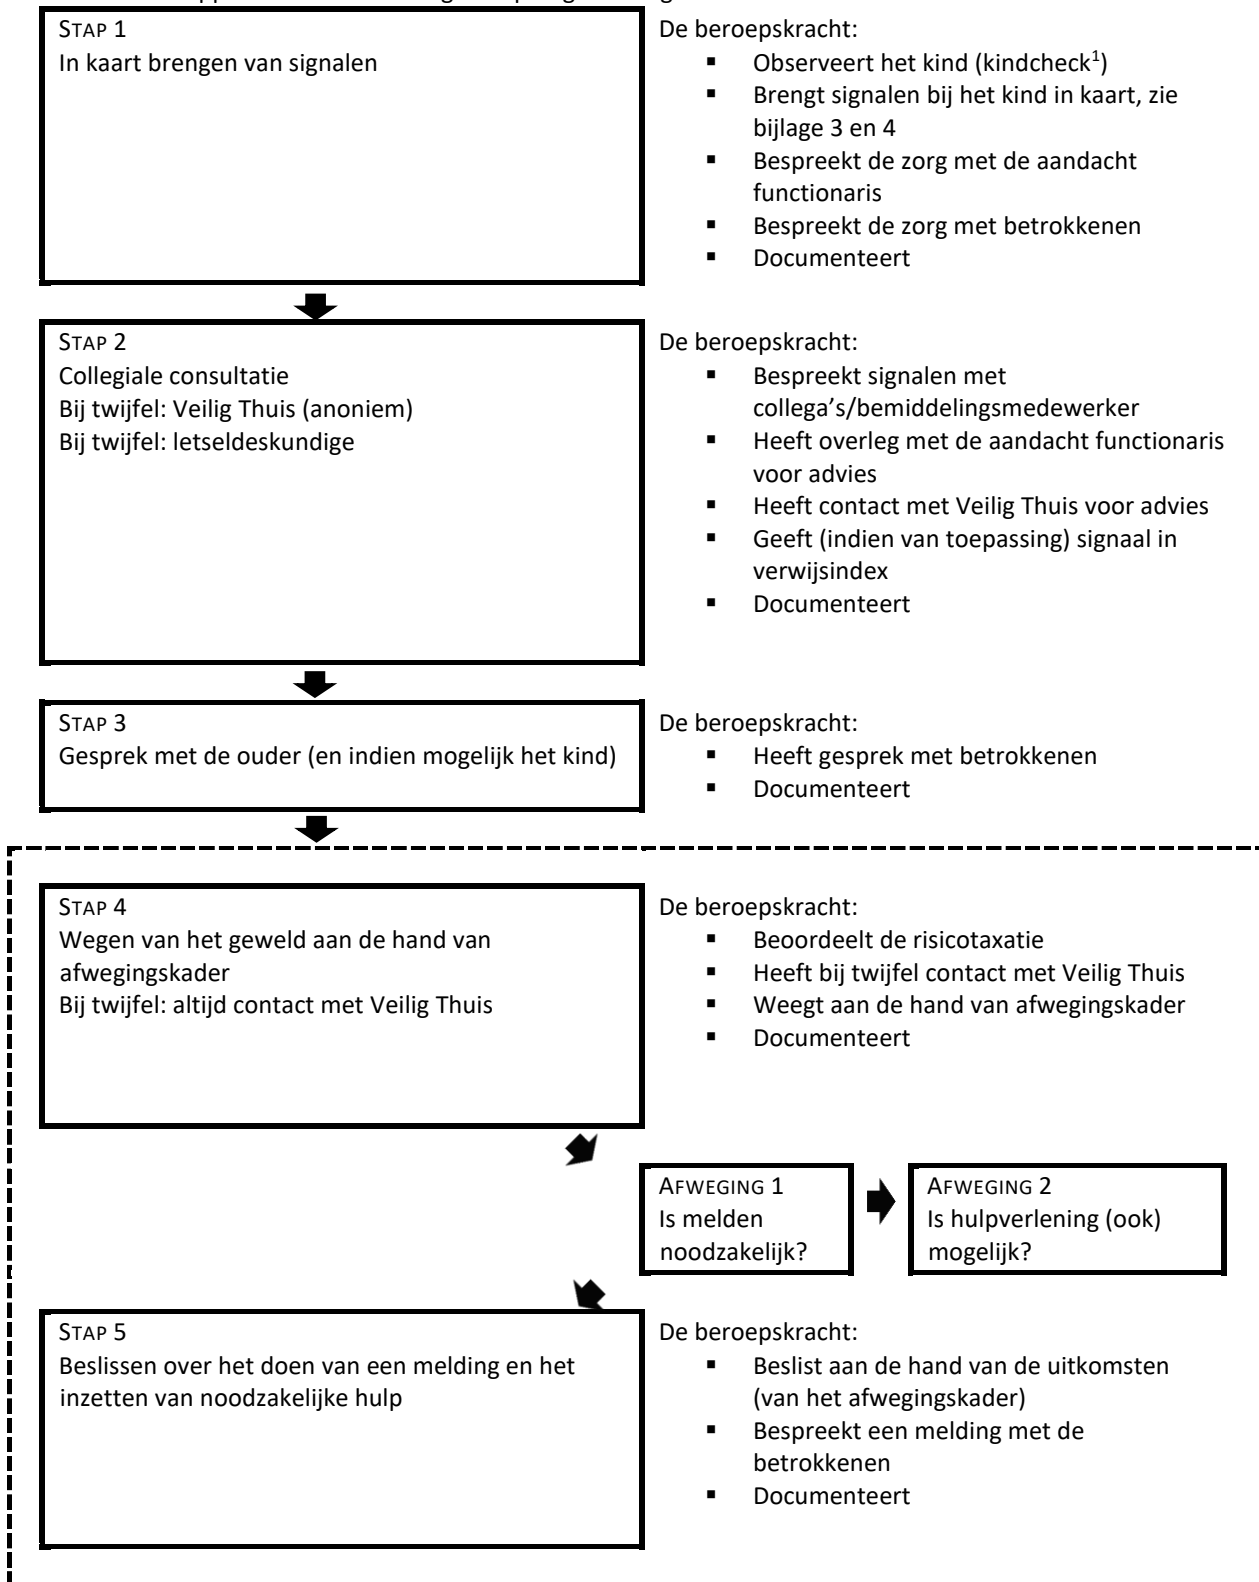 STAP 1
In kaart brengen van signalen
De beroepskracht:
▪ Observeert het kind (kindcheck¹)
▪ Brengt signalen bij het kind in kaart, zie
bijlage 3 en 4
▪ Bespreekt de zorg met de aandacht
functionaris
▪ Bespreekt de zorg met betrokkenen
▪ Documenteert
STAP 2
Collegiale consultatie
Bij twijfel: Veilig Thuis (anoniem)
Bij twijfel: letseldeskundige
De beroepskracht:
▪ Bespreekt signalen met
collega’s/bemiddelingsmedewerker
▪ Heeft overleg met de aandacht functionaris
voor advies
▪ Heeft contact met Veilig Thuis voor advies
▪ Geeft (indien van toepassing) signaal in
verwijsindex
▪ Documenteert
STAP 3
Gesprek met de ouder (en indien mogelijk het kind)
De beroepskracht:
▪ Heeft gesprek met betrokkenen
▪ Documenteert
STAP 4
Wegen van het geweld aan de hand van
afwegingskader
Bij twijfel: altijd contact met Veilig Thuis
De beroepskracht:
▪ Beoordeelt de risicotaxatie
▪ Heeft bij twijfel contact met Veilig Thuis
▪ Weegt aan de hand van afwegingskader
▪ Documenteert
AFWEGING 1
Is melden
noodzakelijk?
AFWEGING 2
Is hulpverlening (ook)
mogelijk?
STAP 5
Beslissen over het doen van een melding en het
inzetten van noodzakelijke hulp
De beroepskracht:
▪ Beslist aan de hand van de uitkomsten
(van het afwegingskader)
▪ Bespreekt een melding met de
betrokkenen
▪ Documenteert